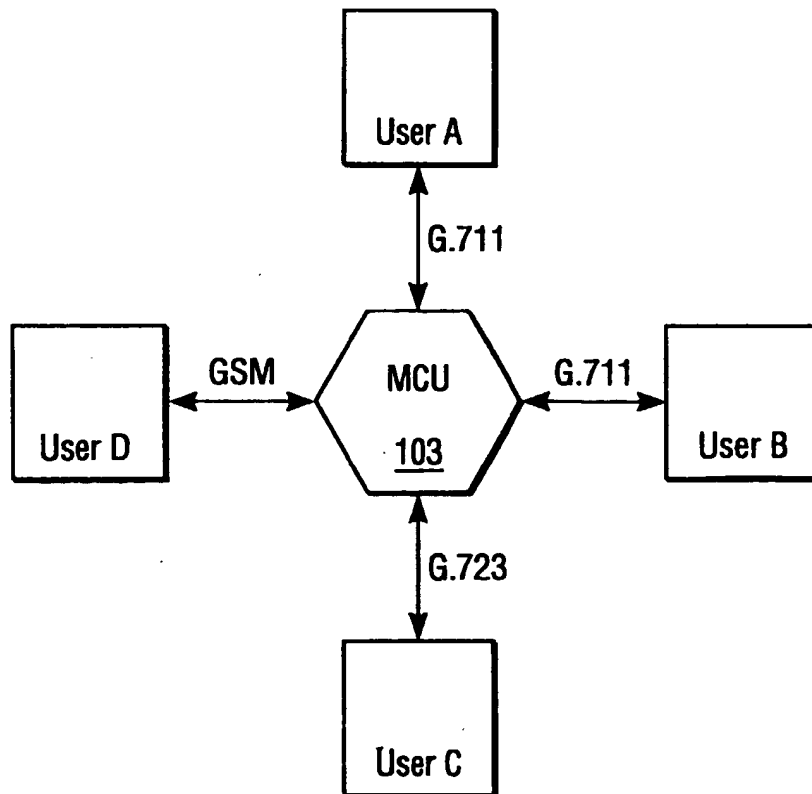 User A
G.711
GSM
MCU
G.711
User D
103
User B
G.723
User C